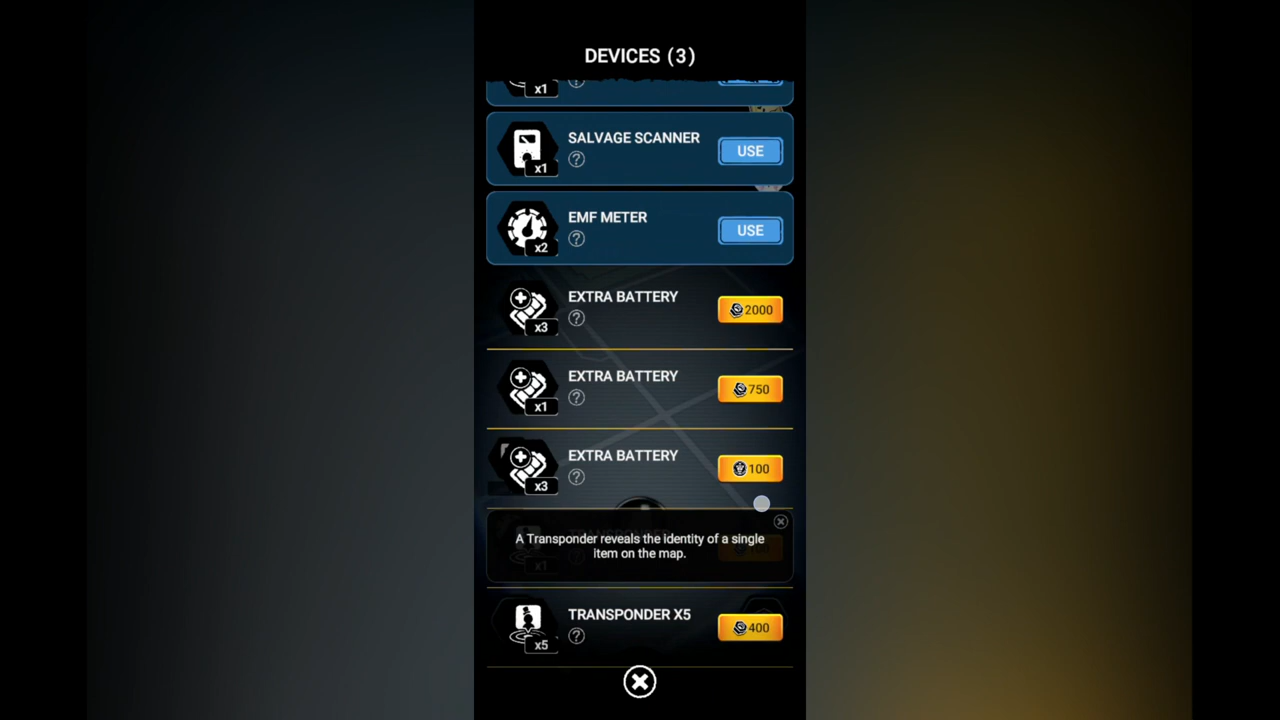 DEVICES (3)
x1
?
SALVAGE SCANNER
?
x1
USE
EMF METER
?
x2
USE
EXTRA BATTERY
?
x3
2000
EXTRA BATTERY
?
x1
750
EXTRA BATTERY
?
x3
100
A Transponder reveals the identity of a single
item on the map.
x1
TRANSPONDER X5
?
x5
400